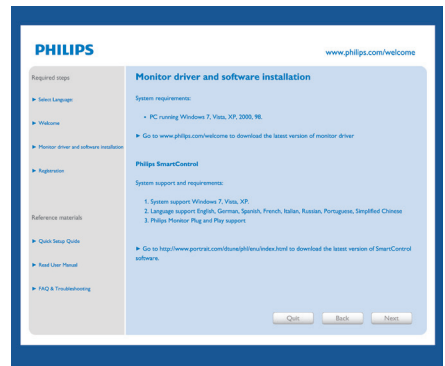 PHILIPS
www.philips.com/welcome
Required steps
► Select Language
► Welcome
► Monitor driver and software installation
► Registration
Reference materials
► Quick Setup Guide
► Read User Manual
► FAQ & Troubleshooting
Monitor driver and software installation
System requirements:
• PC running Windows 7, Vista, XP, 2000, 98.
► Go to www.philips.com/welcome to download the latest version of monitor driver
Philips SmartControl
System support and requirements:
1. System support Windows 7, Vista, XP.
2. Language support English, German, Spanish, French, Italian, Russian, Portuguese, Simplified Chinese
3. Philips Monitor Plug and Play support
► Go to http://www.portrait.com/dtune/phl/enu/index.html to download the latest version of SmartControl
software.
Quit
Back
Next